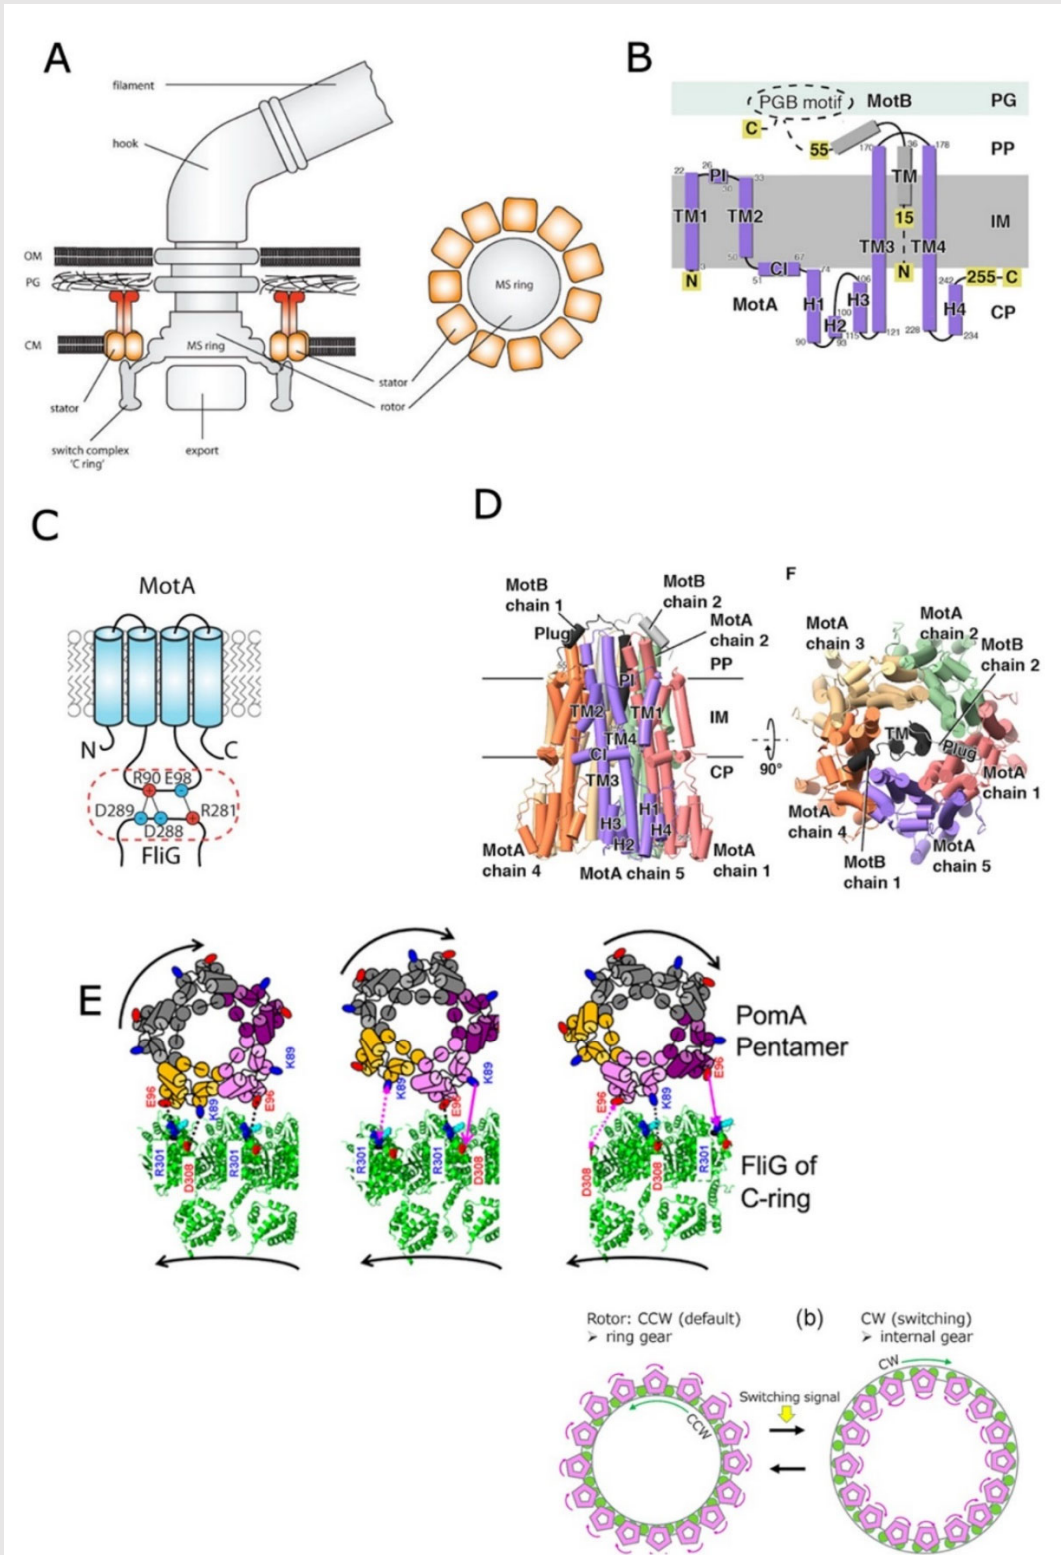 A
filament
hook
OM
PG
CM
MS ring
stator
switch complex
'C ring'
export
stator
rotor
MS ring
B
PGB motif
MotB
PG
C
55
PP
170
36
178
22
26
PI
30
33
TM
TM1
TM2
15
IM
TM3
TM4
N
3
50
CI
67
51
74
N
255
C
MotA
H1
106
H3
242
100
H2
H4
CP
90
93
115
121
228
234
C
MotA
N
C
R90 E98
D289
R281
D288
FliG
D
MotB
chain 1
MotB
chain 2
MotA
chain 2
Plug
PP
PI
TM2
TM1
IM
TM4
CI
CP
TM3
H1
H3
H4
H2
MotA
chain 4
MotA chain 5
MotA
chain 1
90°
F
MotA
chain 3
MotA
chain 2
MotB
chain 2
TM
Plug
MotA
chain 1
MotA
chain 4
MotB
chain 1
MotA
chain 5
E
K89
E96
K89
E96
R301
D308
R301
K89
K89
E96
R301
R301
D308
E96
E96
K89
D308
D308
R301
PomA
Pentamer
FliG of
C-ring
Rotor: CCW (default)
➢ ring gear
(b)
CW (switching)
➢ internal gear
CCW
Switching signal
CW